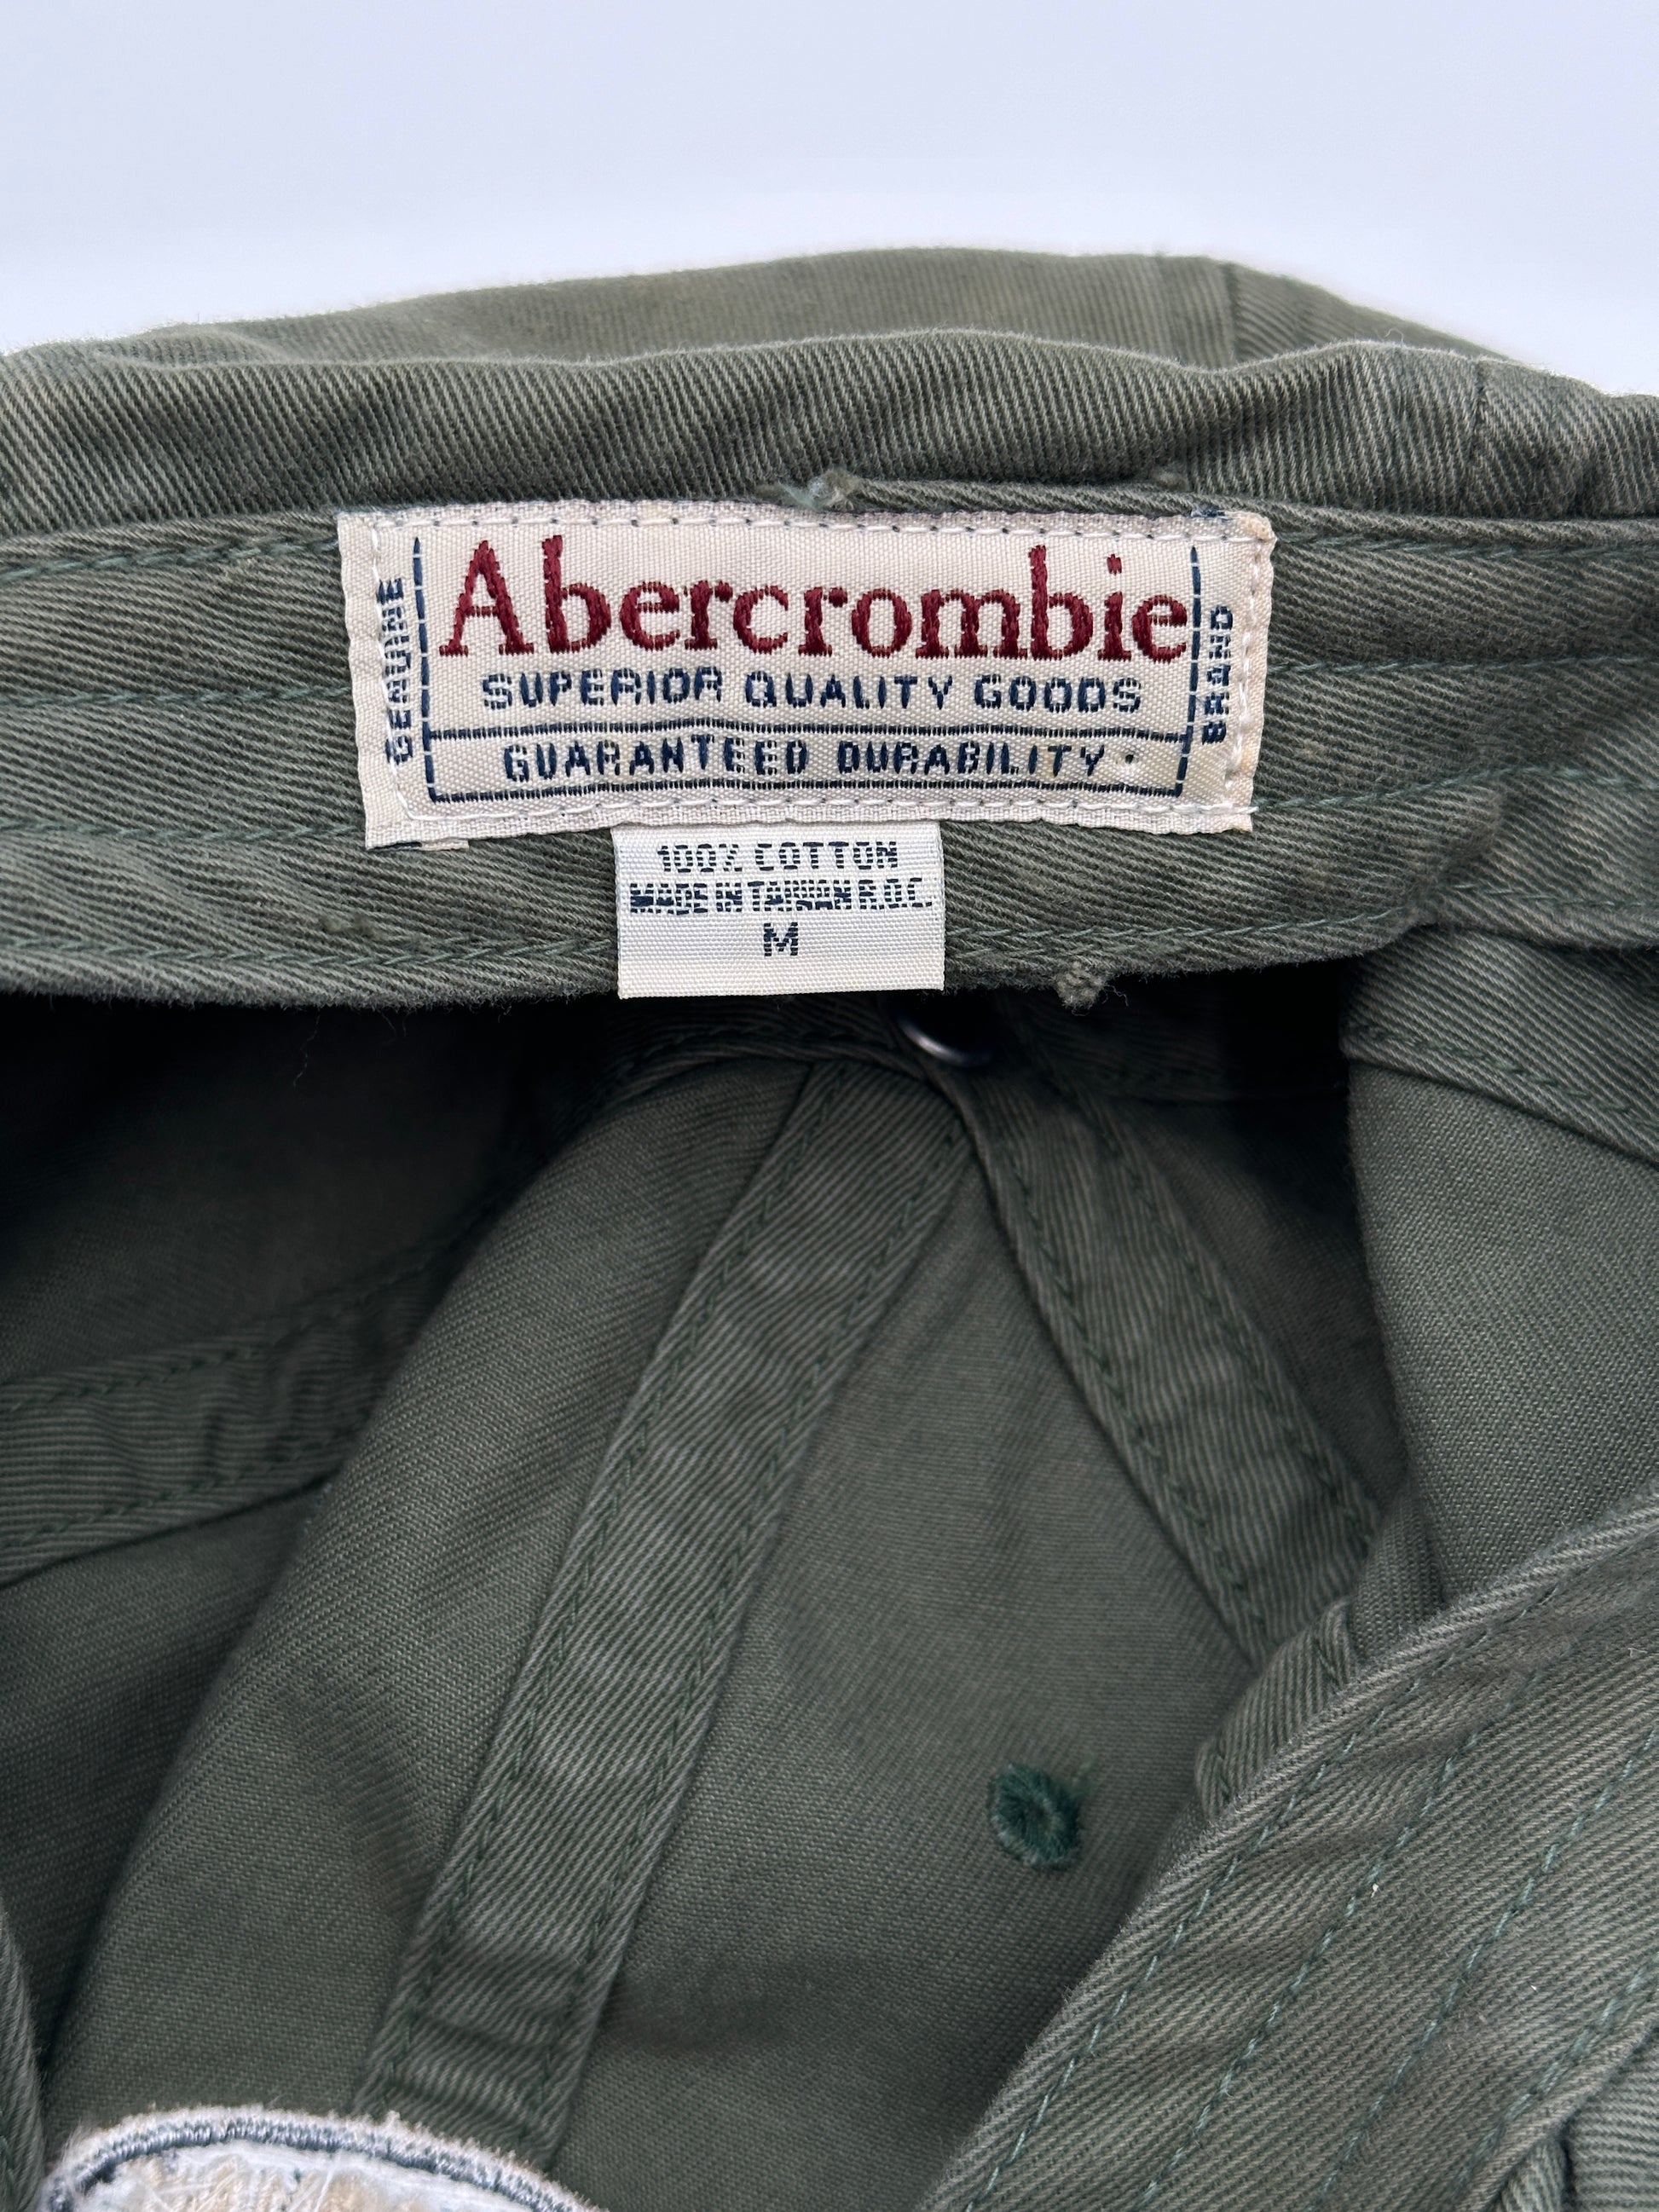 GENUINE
Abercrombie
BRAND
SUPERIOR QUALITY GOODS
GUARANTEED DURABILITY
100% COTTON
MADE IN TAIWAN R.O.C.
M